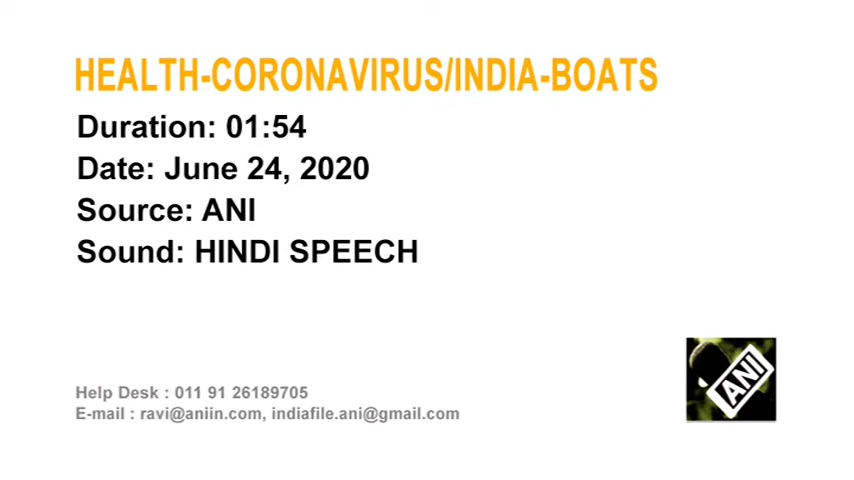 HEALTH-CORONAVIRUS/INDIA-BOATS
Duration: 01:54
Date: June 24, 2020
Source: ANI
Sound: HINDI SPEECH
Help Desk : 011 91 26189705
E-mail : ravi@aniin.com, indiafile.ani@gmail.com
ANI